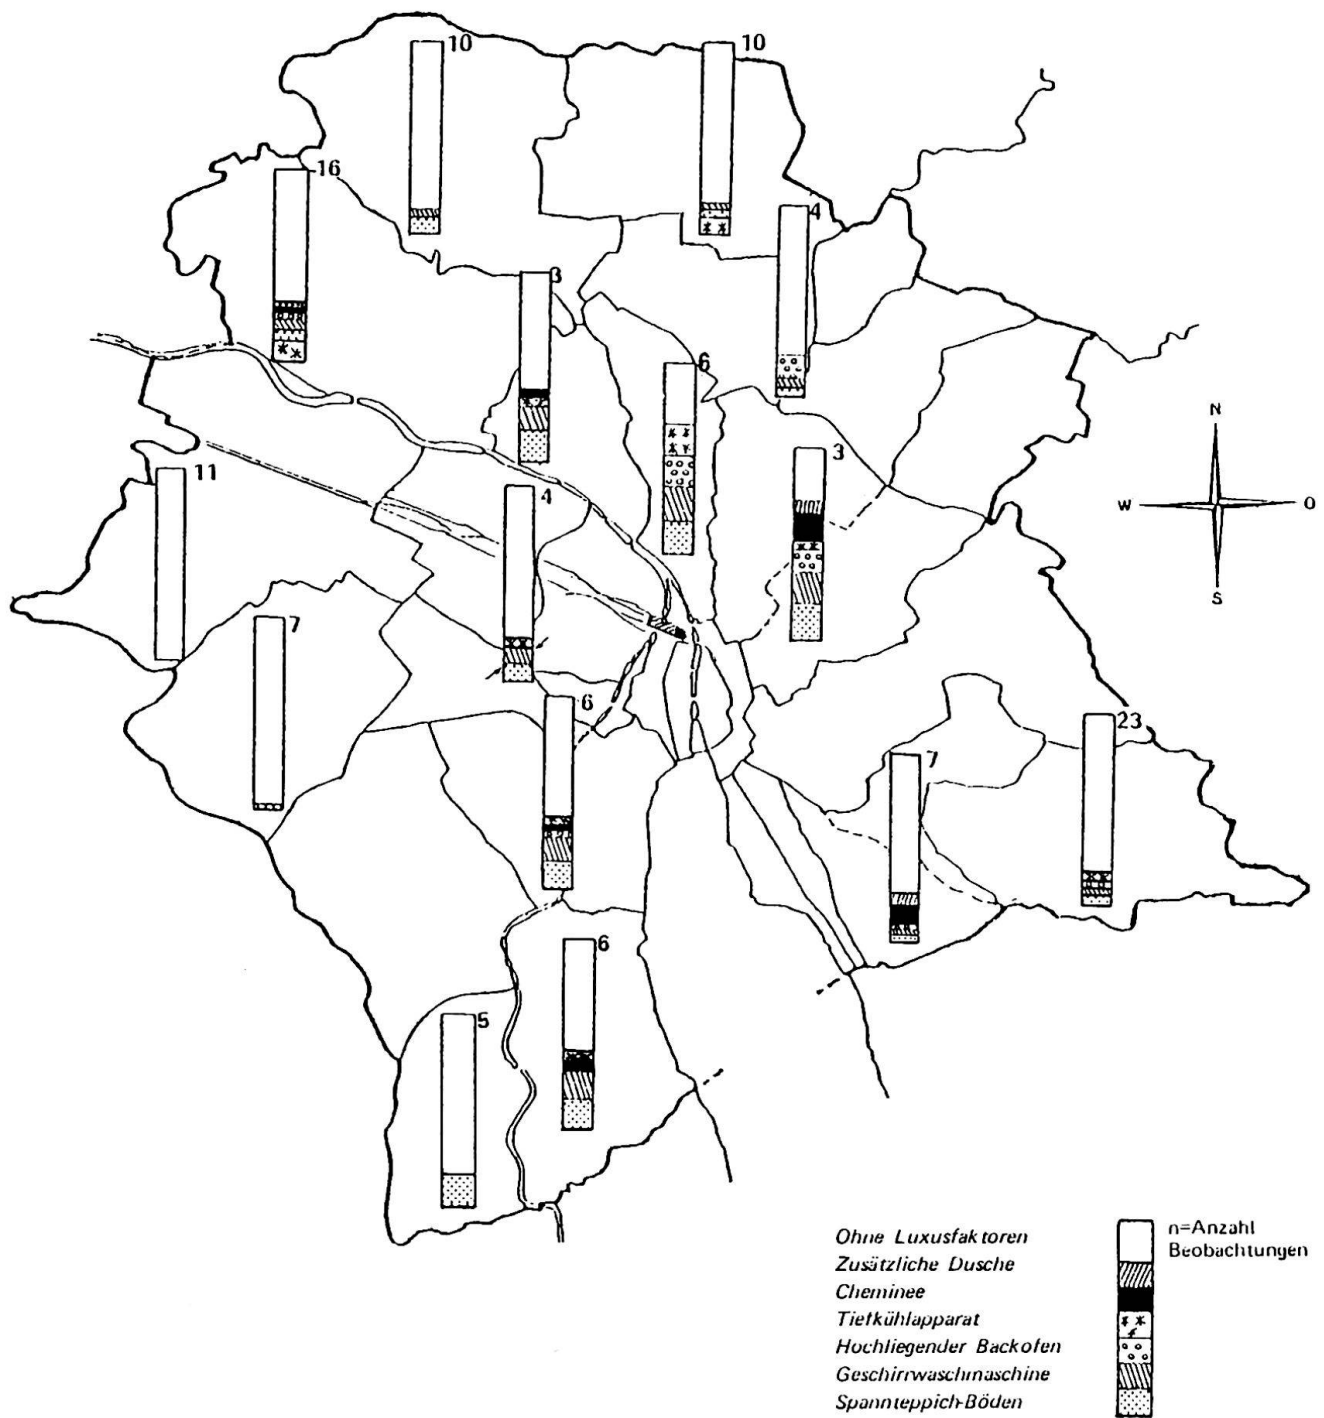 10
10
16
4
3
6
N
3
11
W
O
4
S
7
6
23
7
6
5
Ohne Luxusfaktoren
n=Anzahl
Beobachtungen
Zusätzliche Dusche
Cheminee
Tiefkühlapparat
Hochliegender Backofen
Geschirrwaschmaschine
Spannteppich-Böden